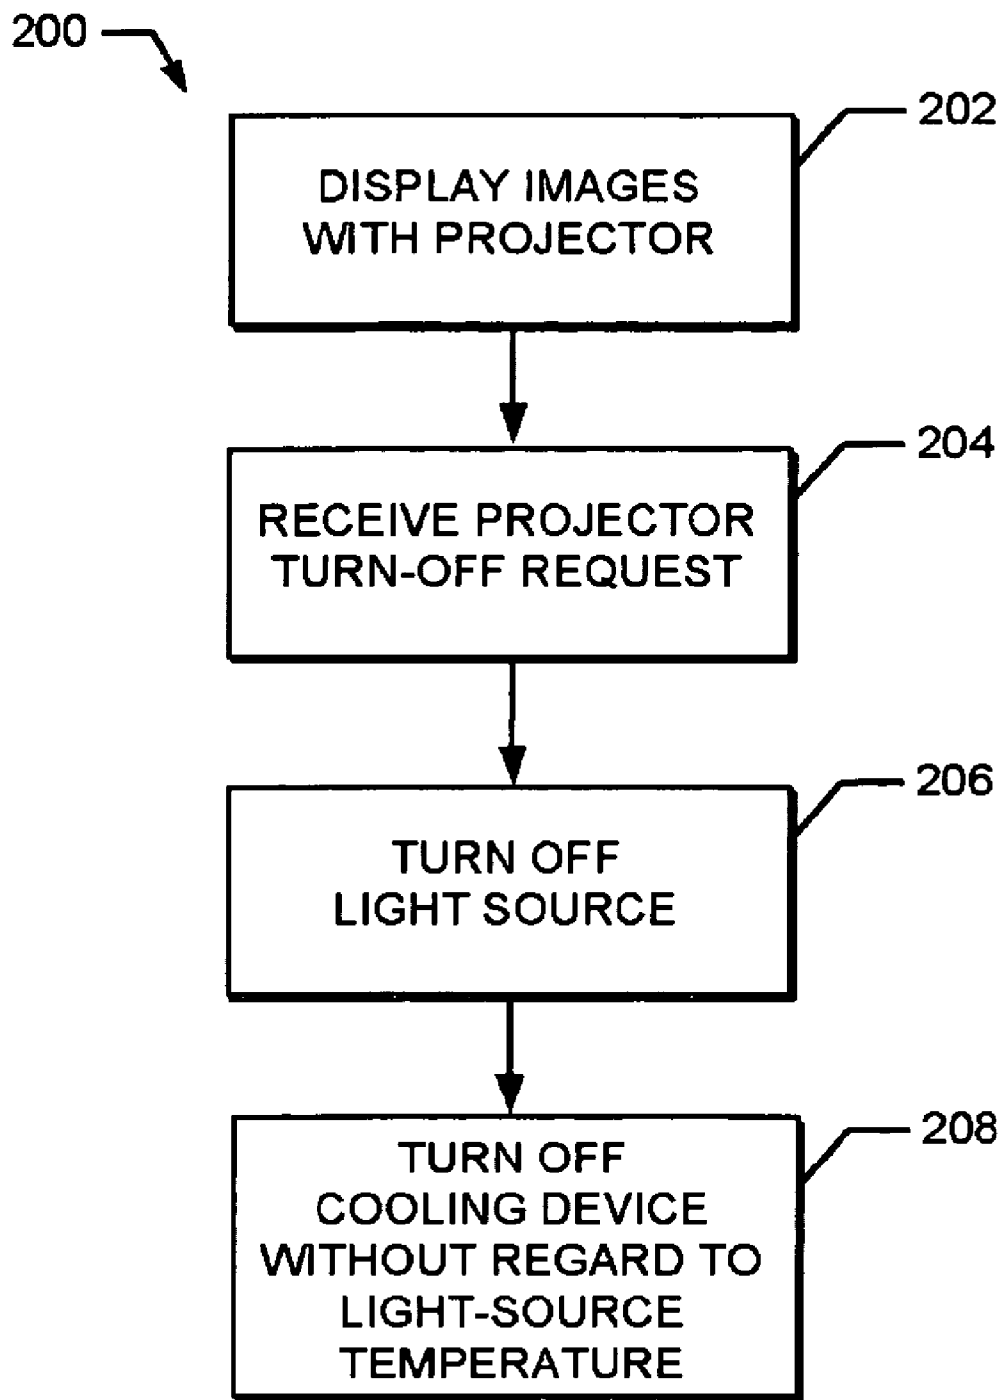 200
202
DISPLAY IMAGES
WITH PROJECTOR
204
RECEIVE PROJECTOR
TURN-OFF REQUEST
206
TURN OFF
LIGHT SOURCE
208
TURN OFF
COOLING DEVICE
WITHOUT REGARD TO
LIGHT-SOURCE
TEMPERATURE